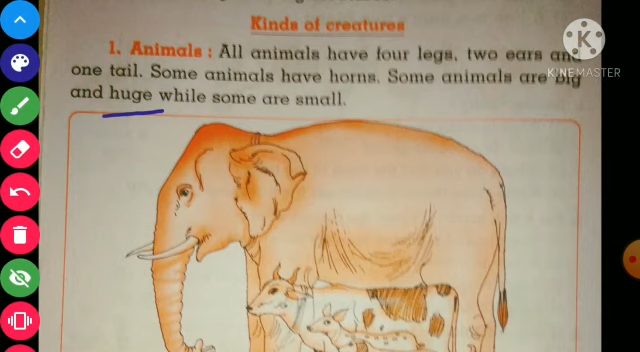 Kinds of creatures
1. Animals : All animals have four legs, two ears and
one tail. Some animals have horns. Some animals are big
and huge while some are small.
K
KINEMASTER